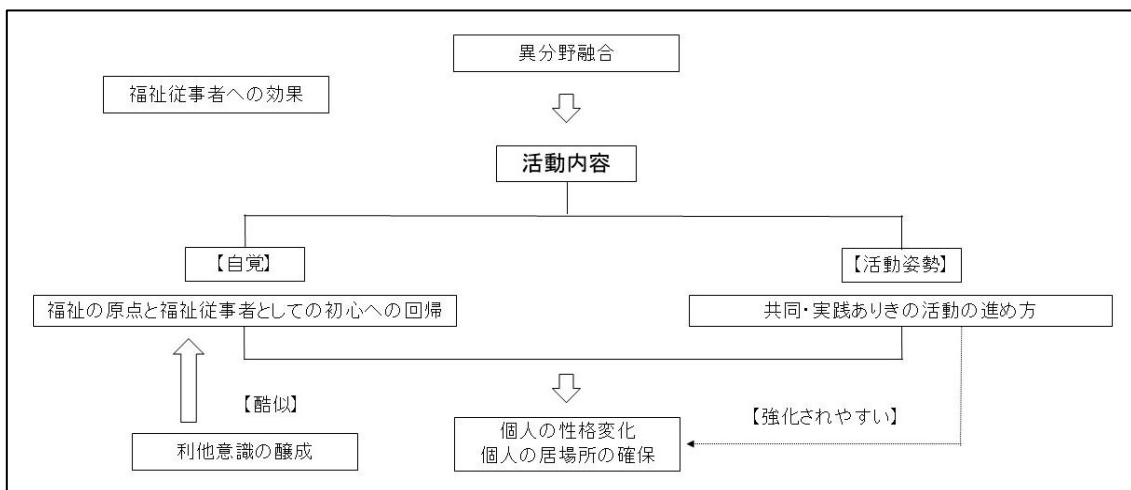 異分野融合
福祉従事者への効果
活動内容
【自覚】
【活動姿勢】
福祉の原点と福祉従事者としての初心への回帰
共同・実践ありきの活動の進め方
【酷似】
【強化されやすい】
利他意識の醸成
個人の性格変化
個人の居場所の確保